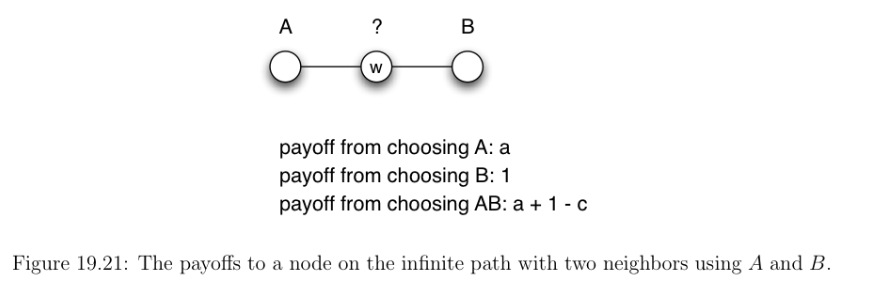 A ? B
w
payoff from choosing A: a
payoff from choosing B: 1
payoff from choosing AB: a + 1 - c
Figure 19.21: The payoffs to a node on the infinite path with two neighbors using A and B.